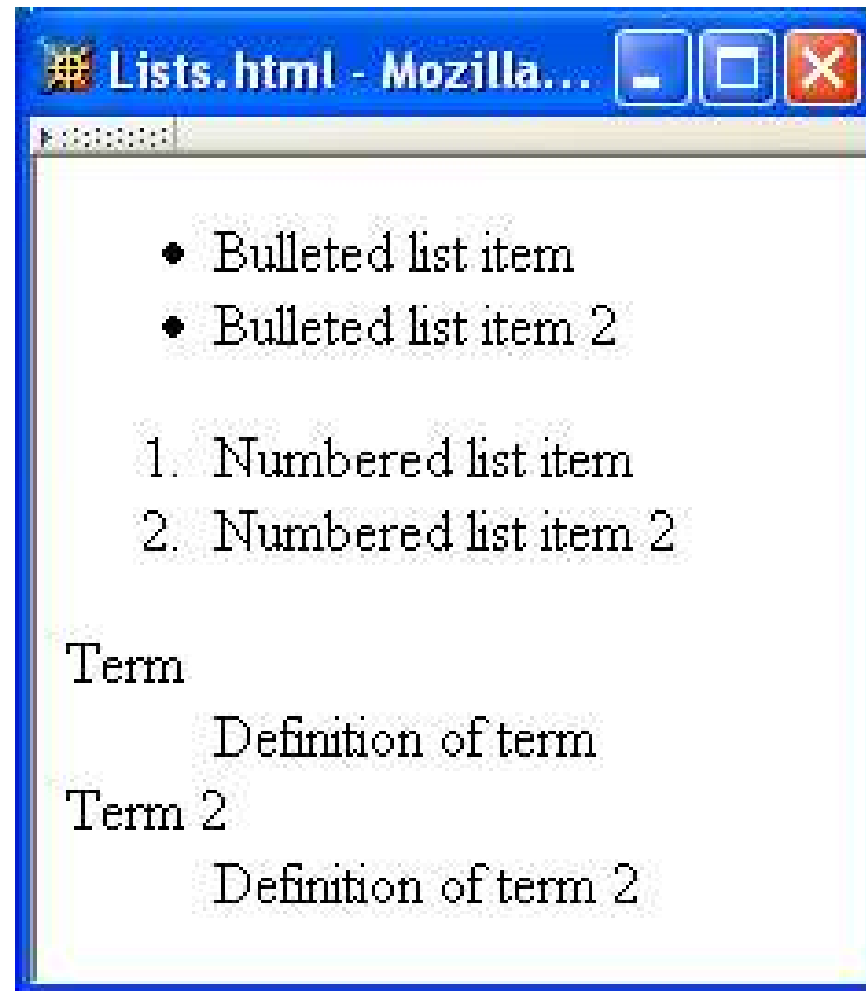 Lists.html - Mozilla...
• Bulleted list item
• Bulleted list item 2
1. Numbered list item
2. Numbered list item 2
Term
Definition of term
Term 2
Definition of term 2